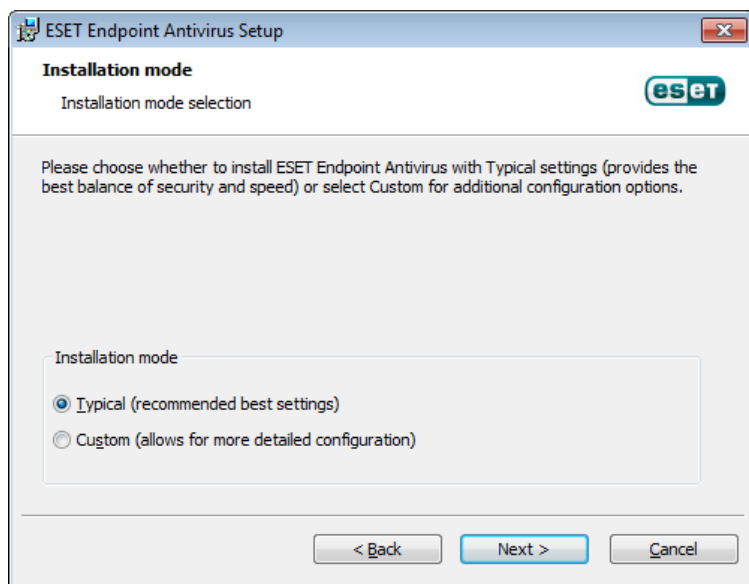 ESET Endpoint Antivirus Setup
Installation mode
Installation mode selection
eset
Please choose whether to install ESET Endpoint Antivirus with Typical settings (provides the
best balance of security and speed) or select Custom for additional configuration options.
Installation mode
Typical (recommended best settings)
Custom (allows for more detailed configuration)
< Back
Next >
Cancel